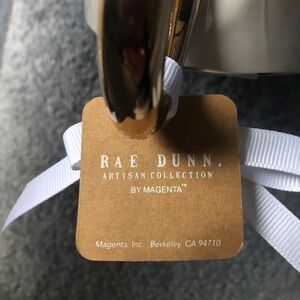 RAE DUNN.
ARTISAN COLLECTION
BY MAGENTA™
Magenta, Inc. Berkeley, CA 94710